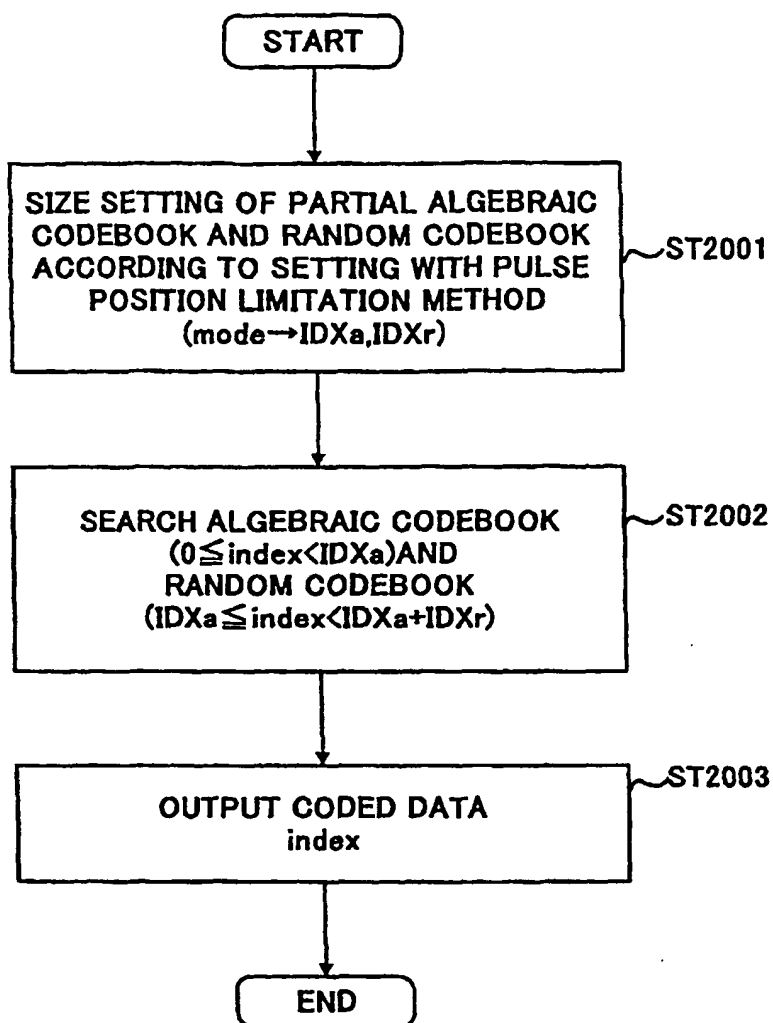 START
SIZE SETTING OF PARTIAL ALGEBRAIC
CODEBOOK AND RANDOM CODEBOOK
ACCORDING TO SETTING WITH PULSE
POSITION LIMITATION METHOD
(mode→IDXa,IDXr)
ST2001
SEARCH ALGEBRAIC CODEBOOK
(0≦index<IDXa)AND
RANDOM CODEBOOK
(IDXa≦index<IDXa+IDXr)
ST2002
OUTPUT CODED DATA
index
ST2003
END